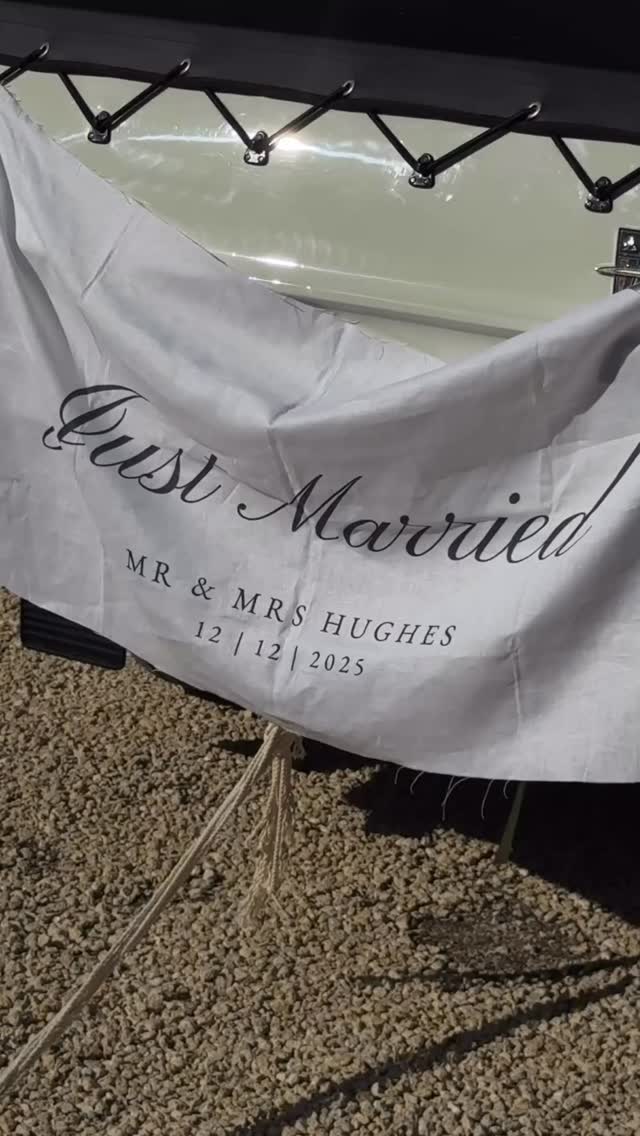 Just Married
MR & MRS HUGHES
12 | 12 | 2025